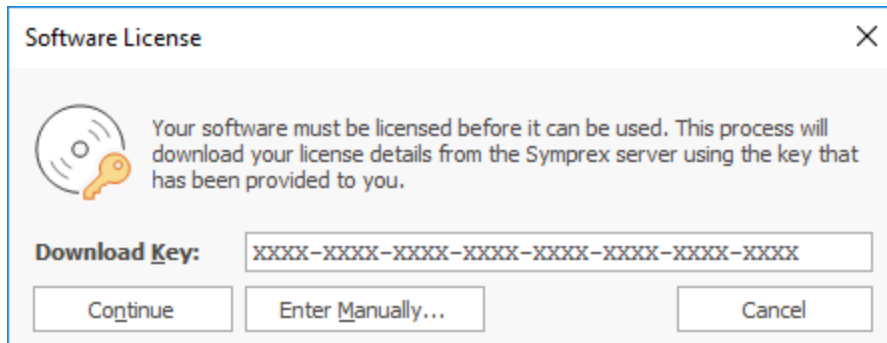 Software License
Your software must be licensed before it can be used. This process will
download your license details from the Symprex server using the key that
has been provided to you.
Download Key: XXXX-XXXX-XXXX-XXXX-XXXX-XXXX-XXXX-XXXX
Continue Enter Manually... Cancel